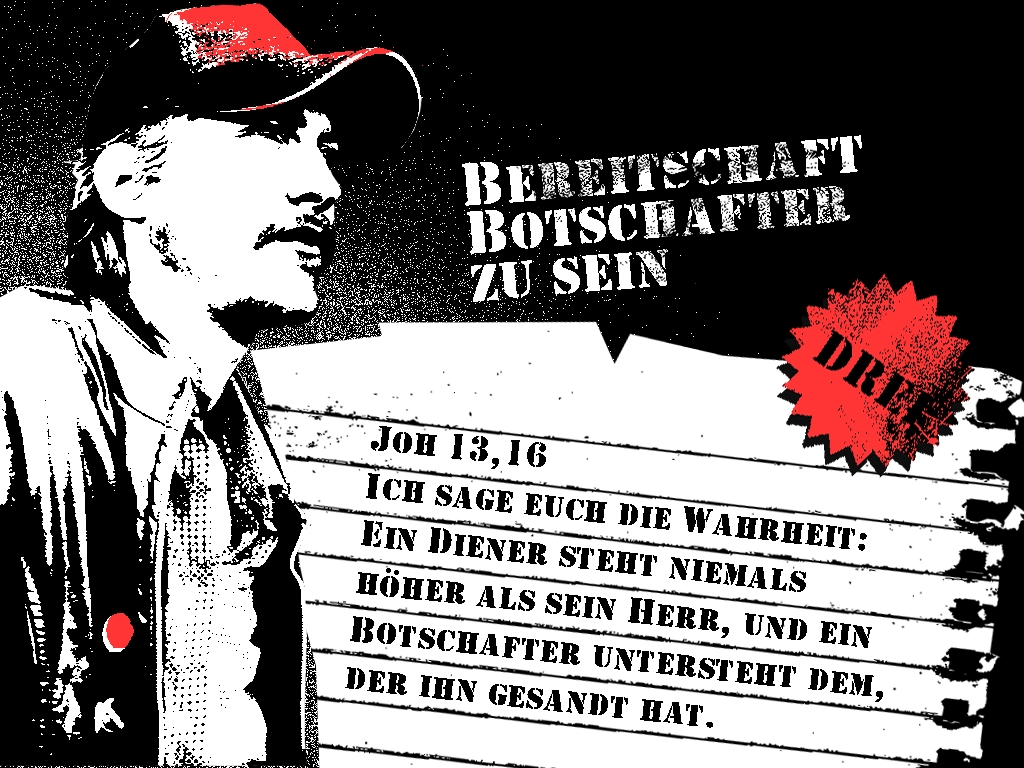 BEREITSCHAFT
BOTSCHAFTER
ZU SEIN
DREI
JOH 13,16
ICH SAGE EUCH DIE WAHRHEIT:
EIN DIENER STEHT NIEMALS
HÖHER ALS SEIN HERR, UND EIN
BOTSCHAFTER UNTERSTEHT DEM,
DER IHN GESANDT HAT.